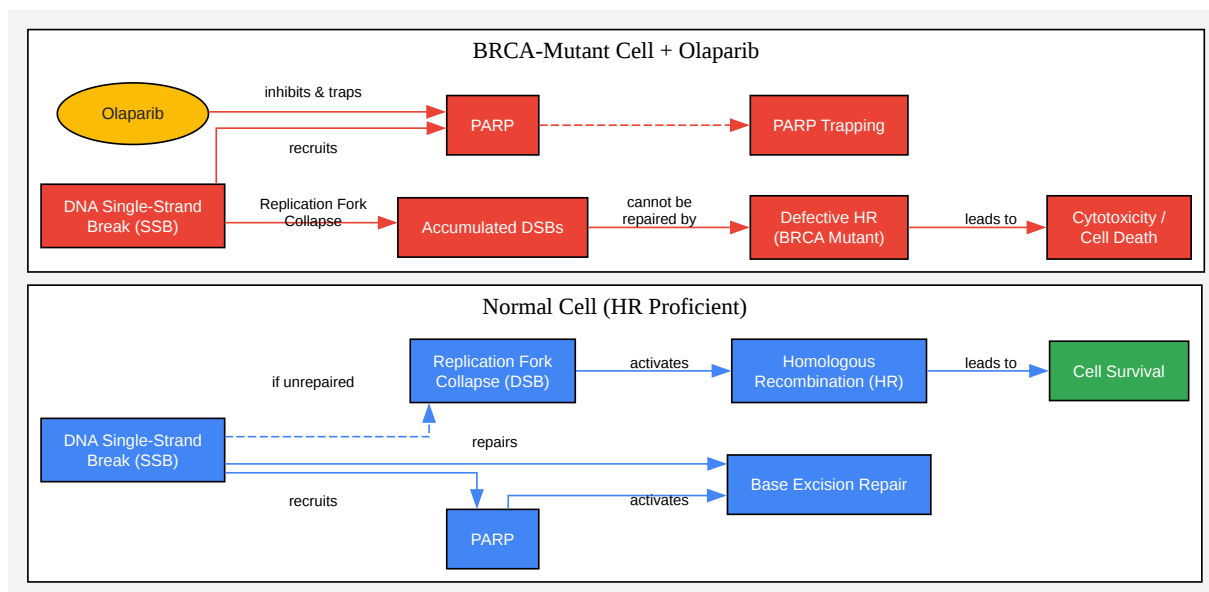 BRCA-Mutant Cell + Olaparib
Olaparib
inhibits & traps
PARP
PARP Trapping
recruits
DNA Single-Strand
Break (SSB)
Replication Fork
Collapse
Accumulated DSBs
cannot be
repaired by
Defective HR
(BRCA Mutant)
leads to
Cytotoxicity /
Cell Death
Normal Cell (HR Proficient)
Replication Fork
Collapse (DSB)
activates
Homologous
Recombination (HR)
leads to
Cell Survival
if unrepaired
DNA Single-Strand
Break (SSB)
repairs
Base Excision Repair
recruits
activates
PARP